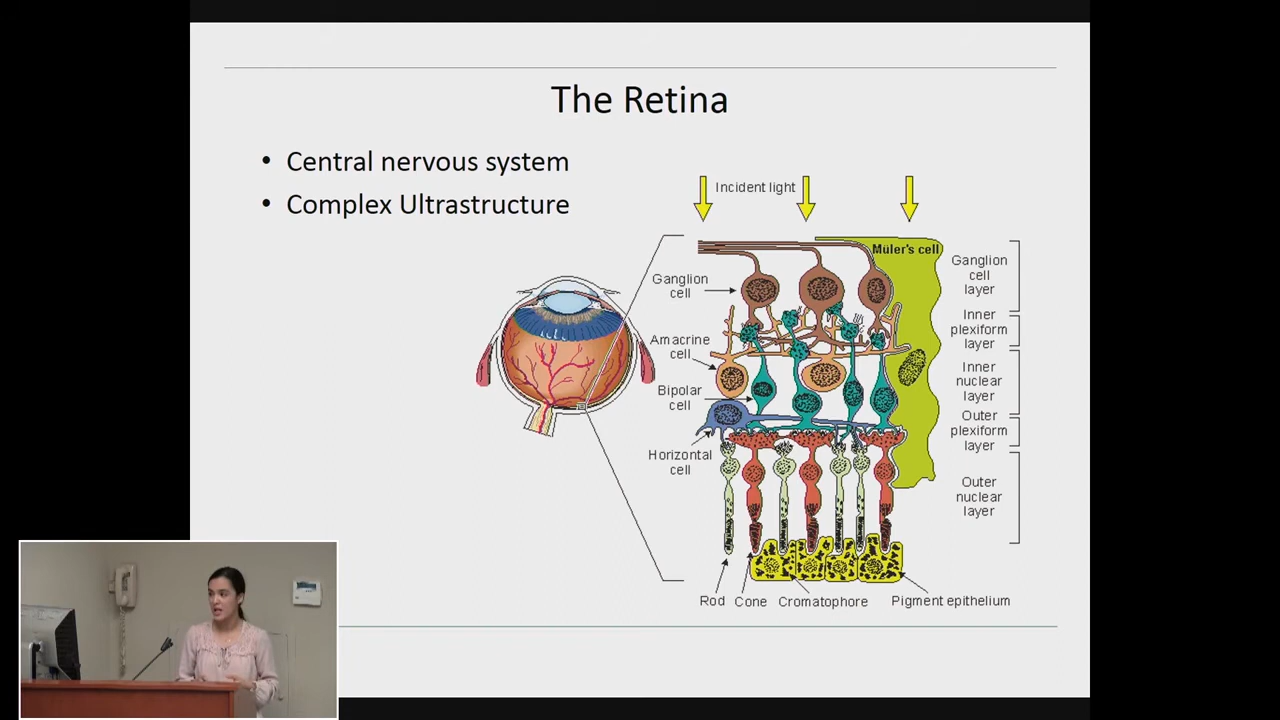 The Retina
• Central nervous system
• Complex Ultrastructure
Incident light
Müler's cell
Ganglion
cell
Amacrine
cell
Bipolar
cell
Horizontal
cell
Ganglion
cell
layer
Inner
plexiform
layer
Inner
nuclear
layer
Outer
plexiform
layer
Outer
nuclear
layer
Rod
Cone
Cromatophore
Pigment epithelium